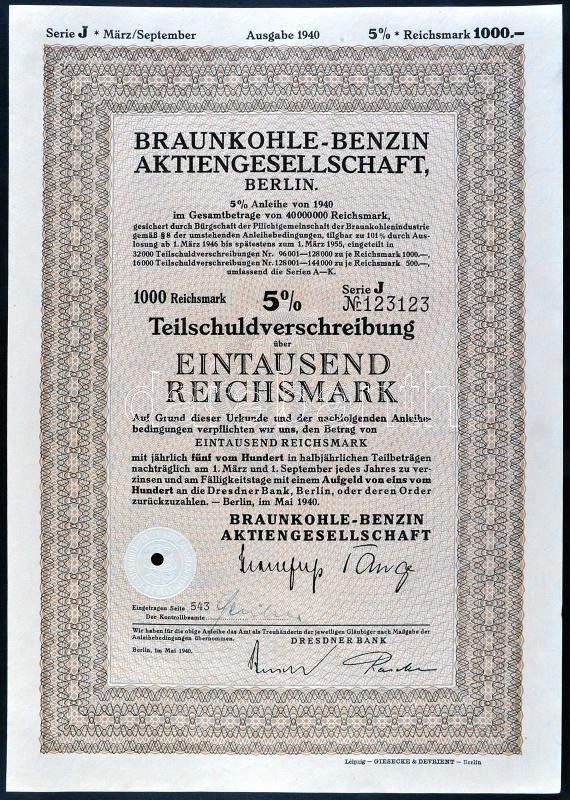 Serie J * März/September Ausgabe 1940 5% * Reichsmark 1000.—
BRAUNKOHLE-BENZIN
AKTIENGESELLSCHAFT,
BERLIN.
5% Anleihe von 1940
im Gesamtbetrage von 40000000 Reichsmark,
gesichert durch Bürgschaft der Pflichtgemeinschaft der Braunkohlenindustrie
gemäß § 8 der umstehenden Anleihebedingungen, tilgbar zu 101% durch Aus-
losung ab 1. März 1946 bis spätestens zum 1. März 1955, eingeteilt in
32000 Teilschuldverschreibungen Nr. 96001—128000 zu je Reichsmark 1000.—
16000 Teilschuldverschreibungen Nr. 128001—144000 zu je Reichsmark 500.—
umfassend die Serien A—K.
1000 Reichsmark 5% Serie J
№ 123123
Teilschuldverschreibung
über
EINTAUSEND
REICHSMARK
Auf Grund dieser Urkunde und der nachfolgenden Anleihe-
bedingungen verpflichten wir uns, den Betrag von
EINTAUSEND REICHSMARK
mit jährlich fünf vom Hundert in halbjährlichen Teilbeträgen
nachträglich am 1. März und 1. September jedes Jahres zu ver-
zinsen und am Fälligkeitstage mit einem Aufgeld von eins vom
Hundert an die Dresdner Bank, Berlin, oder deren Order
zurückzuzahlen. — Berlin, im Mai 1940.
BRAUNKOHLE-BENZIN
AKTIENGESELLSCHAFT
Eingetragen Seite 543
Der Kontrollbeamte
Wir haben für die obige Anleihe das Amt als Treuhänderin der jeweiligen Gläubiger nach Maßgabe der
Anleihebedingungen übernommen. DRESDNER BANK
Berlin, im Mai 1940.
Leipzig — GIESECKE & DEVRIENT — Berlin